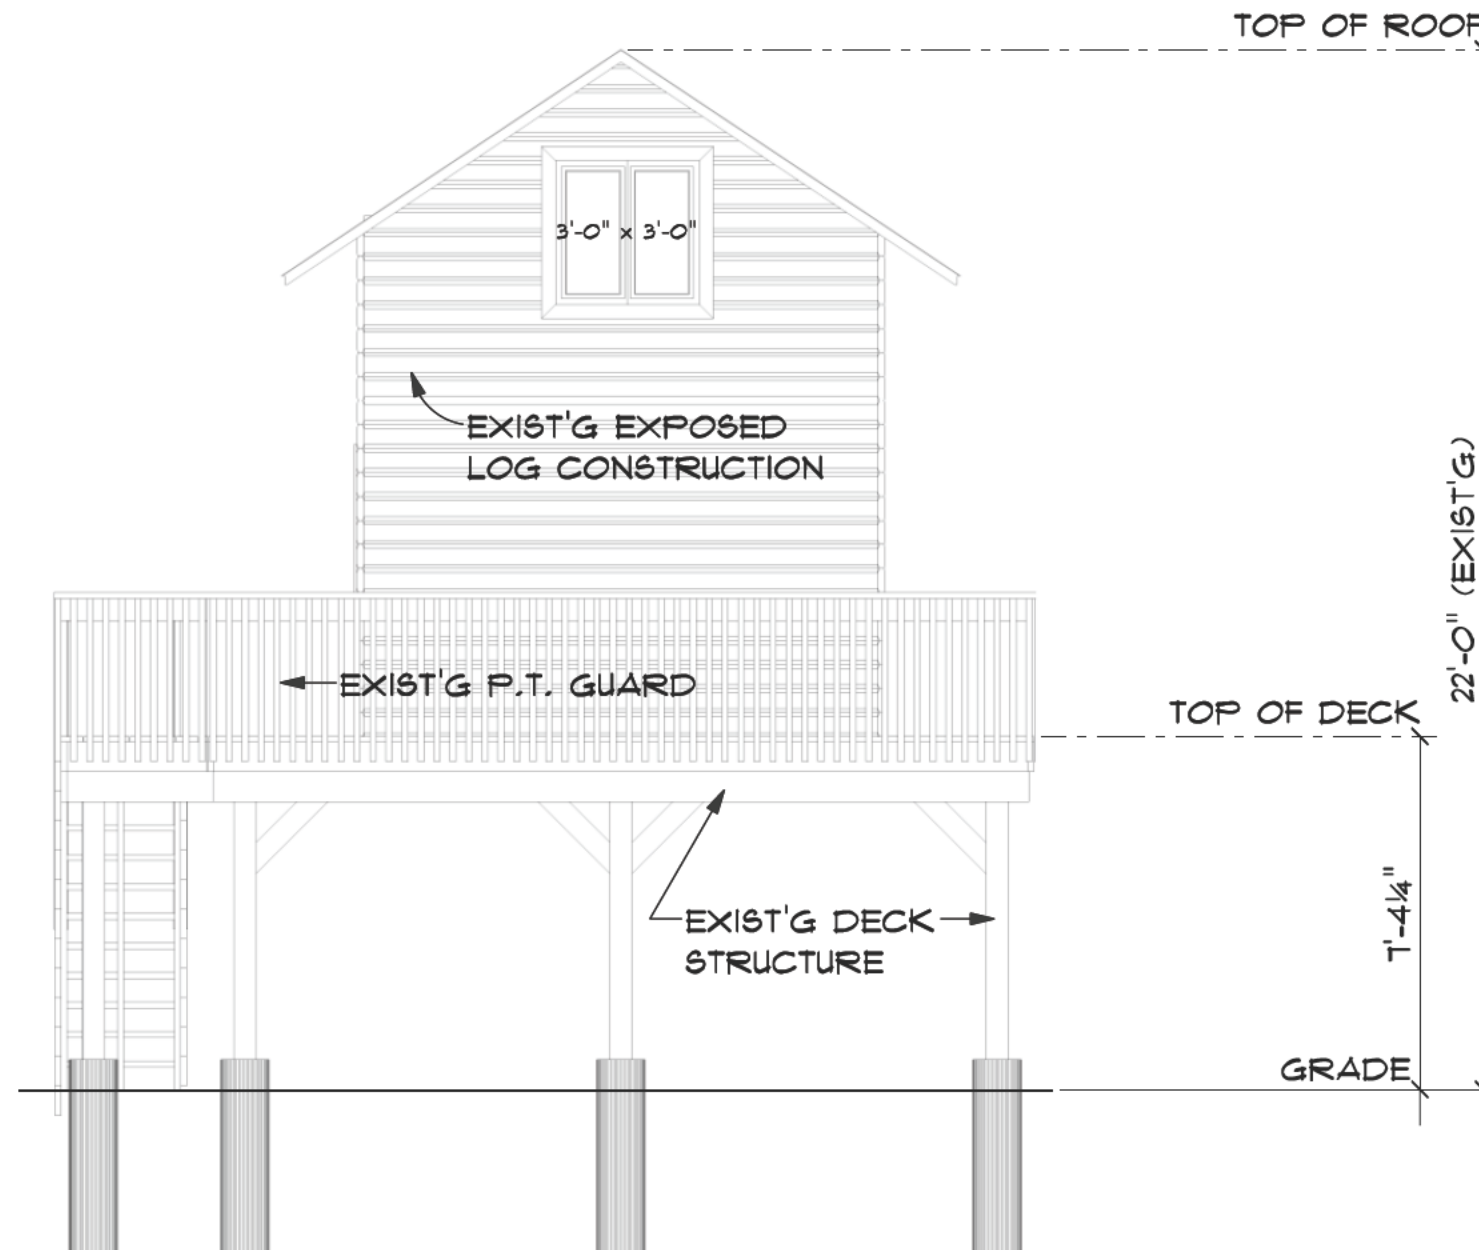 TOP OF ROOF
3'-0" x 3'-0"
EXIST'G EXPOSED
LOG CONSTRUCTION
22'-0" (EXIST'G)
EXIST'G P.T. GUARD
TOP OF DECK
7'-4¼"
EXIST'G DECK
STRUCTURE
GRADE